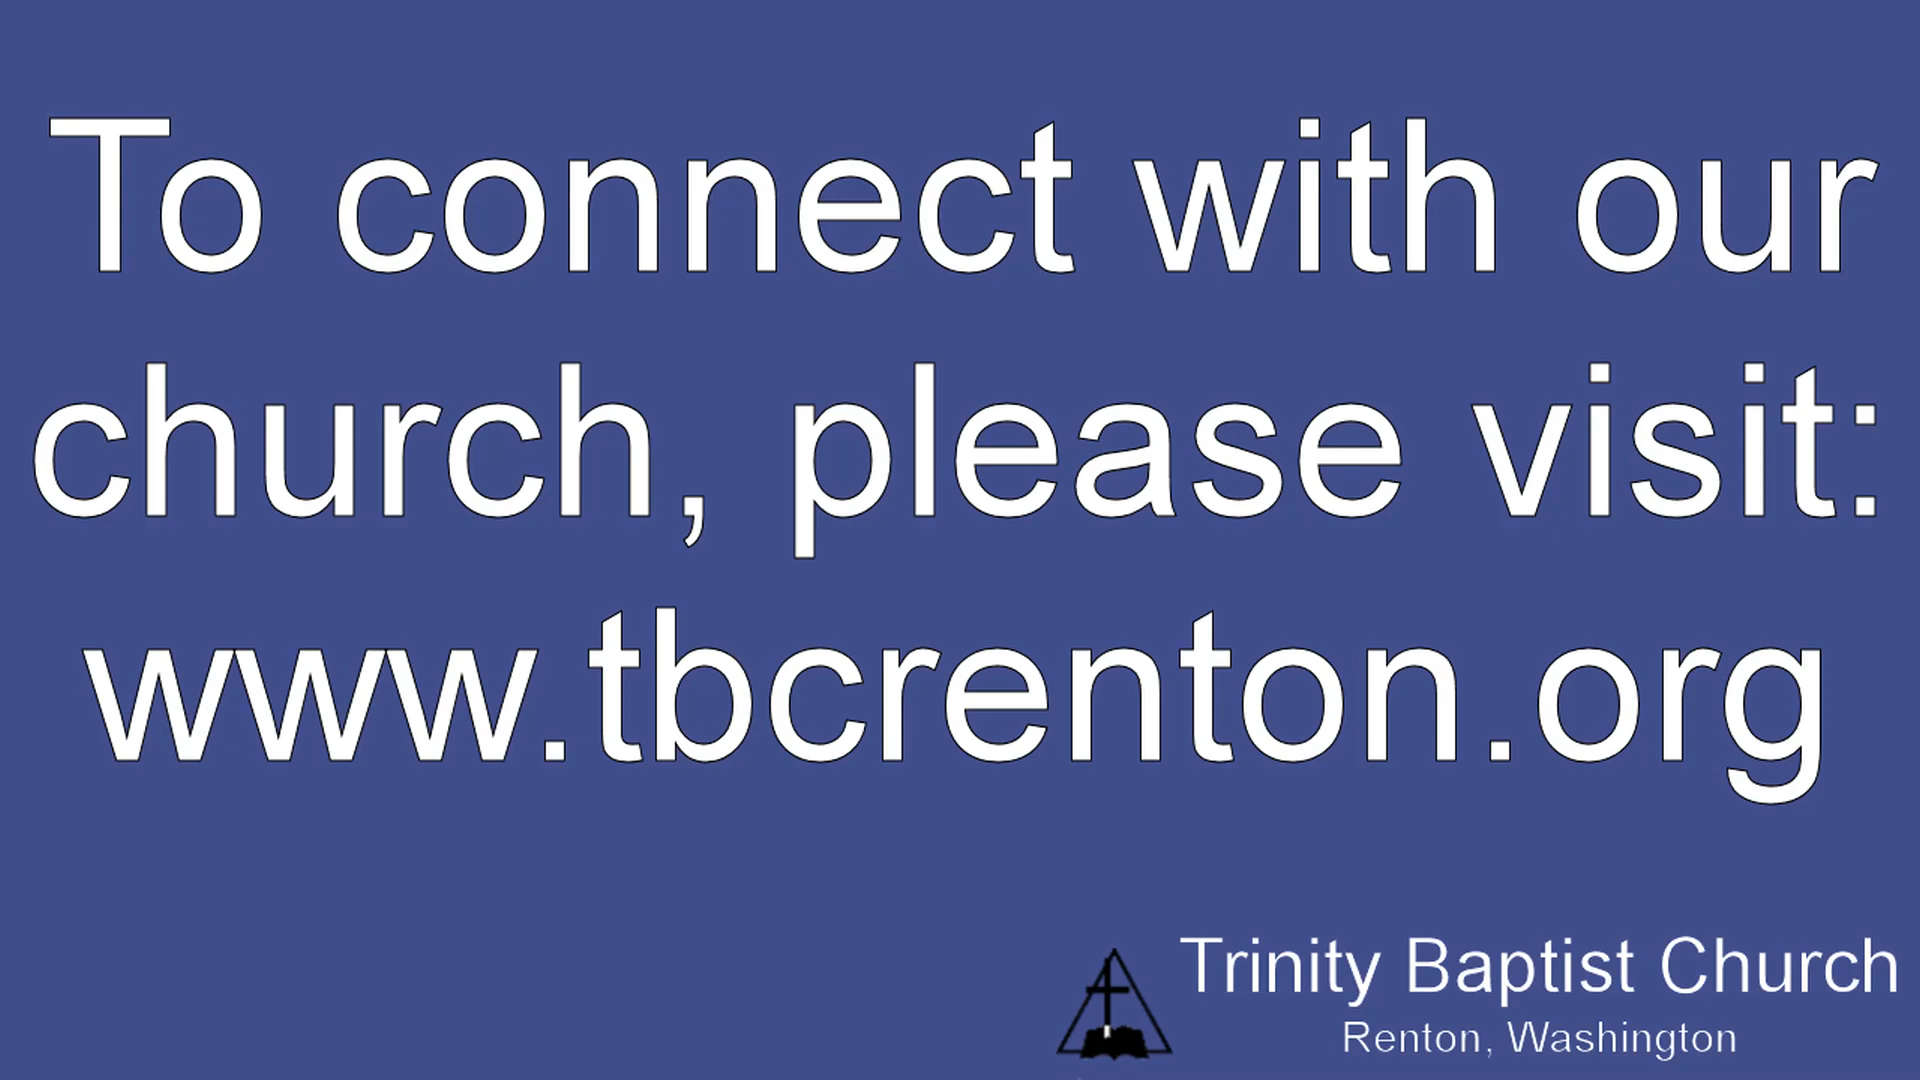 To connect with our
church, please visit:
www.tbcrenton.org
Trinity Baptist Church
Renton, Washington